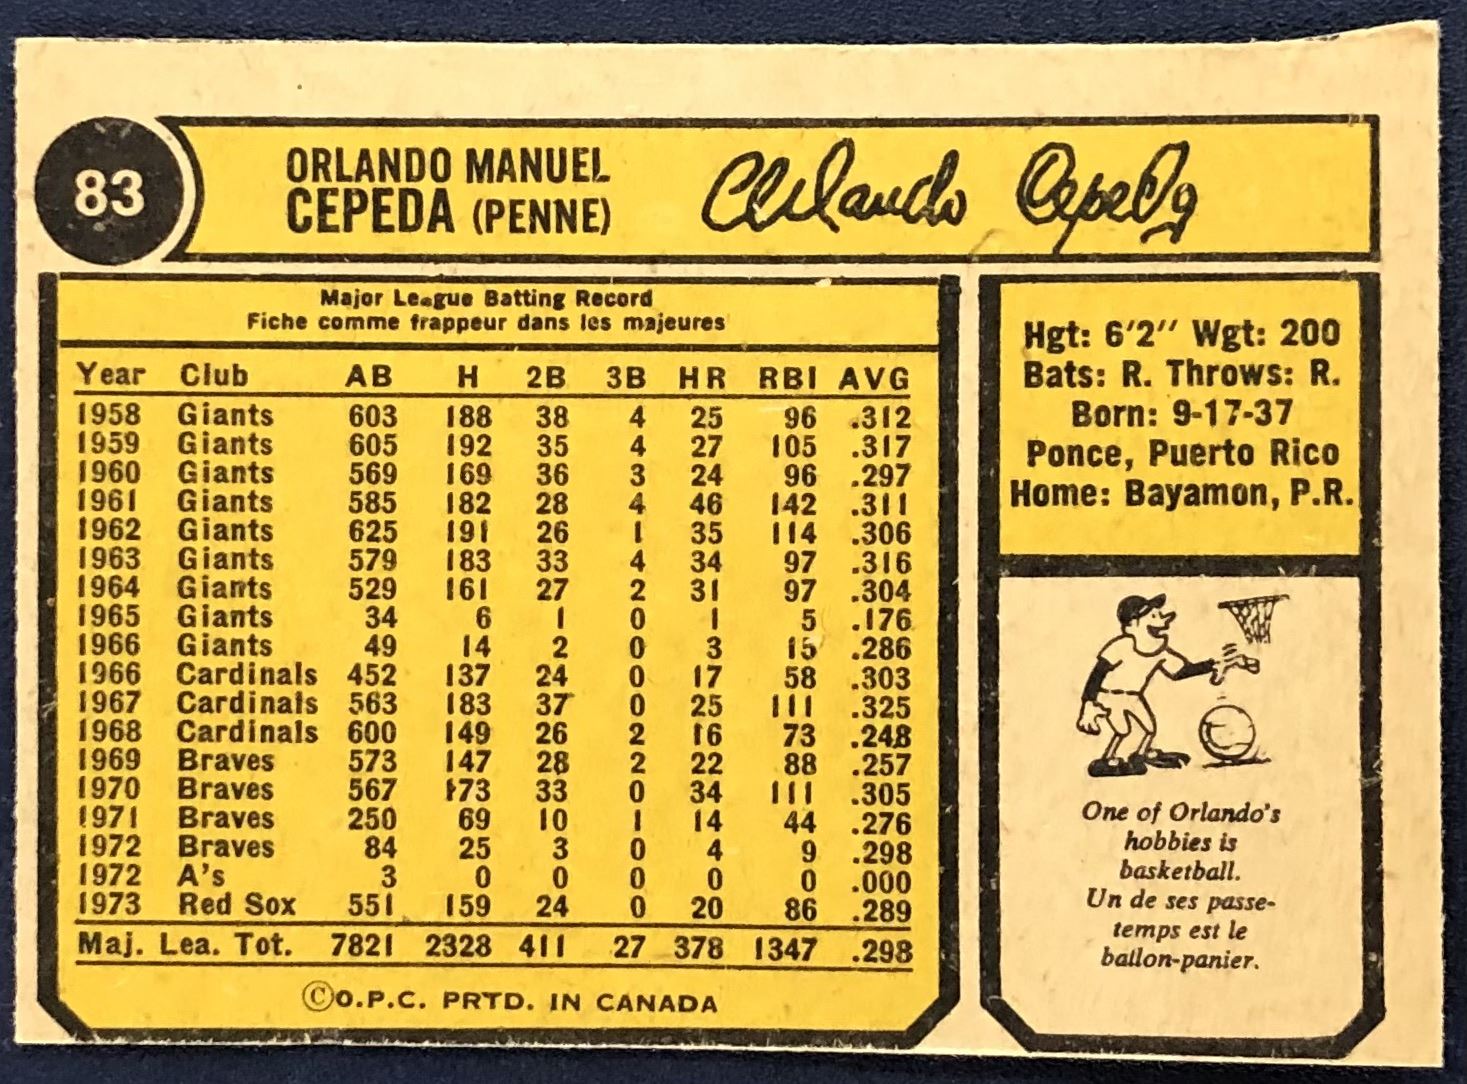 83
ORLANDO MANUEL
CEPEDA (PENNE)
Orlando Cepeda
Major League Batting Record
Fiche comme frappeur dans les majeures
Year Club AB H 2B 3B HR RBI AVG
1958 Giants 603 188 38 4 25 96 .312
1959 Giants 605 192 35 4 27 105 .317
1960 Giants 569 169 36 3 24 96 .297
1961 Giants 585 182 28 4 46 142 .311
1962 Giants 625 191 26 1 35 114 .306
1963 Giants 579 183 33 4 34 97 .316
1964 Giants 529 161 27 2 31 97 .304
1965 Giants 34 6 1 0 1 5 .176
1966 Giants 49 14 2 0 3 15 .286
1966 Cardinals 452 137 24 0 17 58 .303
1967 Cardinals 563 183 37 0 25 111 .325
1968 Cardinals 600 149 26 2 16 73 .248
1969 Braves 573 147 28 2 22 88 .257
1970 Braves 567 173 33 0 34 111 .305
1971 Braves 250 69 10 1 14 44 .276
1972 Braves 84 25 3 0 4 9 .298
1972 A's 3 0 0 0 0 0 .000
1973 Red Sox 551 159 24 0 20 86 .289
Maj. Lea. Tot. 7821 2328 411 27 378 1347 .298
©O.P.C. PRTD. IN CANADA
Hgt: 6'2" Wgt: 200
Bats: R. Throws: R.
Born: 9-17-37
Ponce, Puerto Rico
Home: Bayamon, P.R.
One of Orlando's
hobbies is
basketball.
Un de ses passe-
temps est le
ballon-panier.